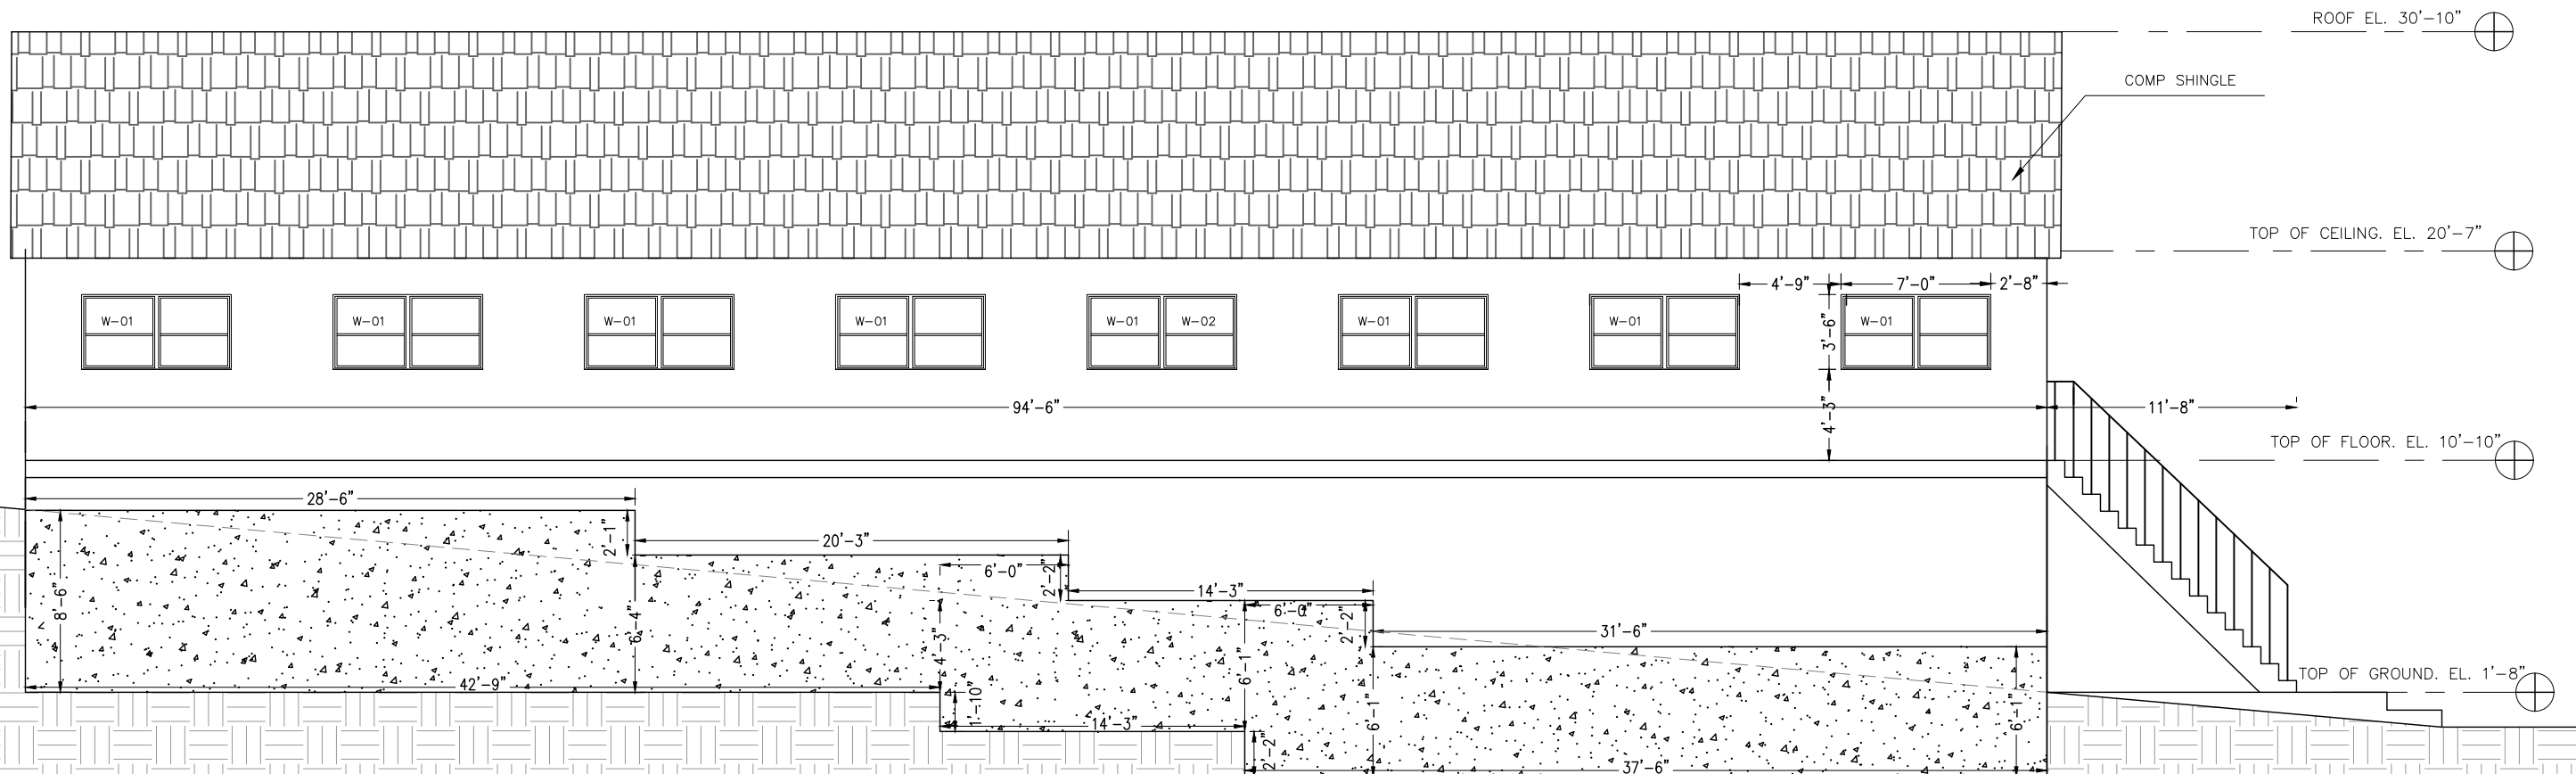 ROOF EL. 30'-10"
COMP SHINGLE
TOP OF CEILING. EL. 20'-7"
4'-9"
7'-0"
2'-8"
W-01
W-01
W-01
W-01
W-01
W-02
W-01
W-01
W-01
3'-6"
94'-6"
4'-3"
11'-8"
TOP OF FLOOR. EL. 10'-10"
28'-6"
2'-1"
20'-3"
6'-0"
2'-2"
14'-3"
6'-0"
2'-2"
31'-6"
8'-6"
6'-4"
4'-3"
6'-1"
TOP OF GROUND. EL. 1'-8"
42'-9"
1'-10"
14'-3"
6'-1"
6'-1"
2'-2"
37'-6"